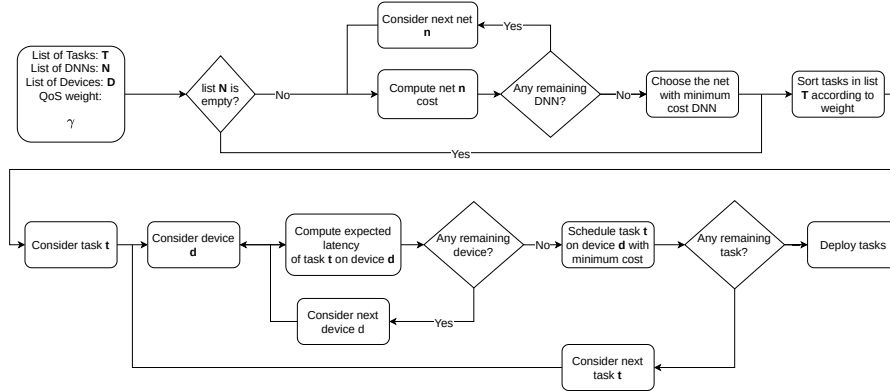 List of Tasks: T
List of DNNs: N
List of Devices: D
QoS weight:
γ
list N is
empty?
No
Consider next net
n
Yes
Compute net n
cost
Any remaining
DNN?
No
Choose the net
with minimum
cost DNN
Sort tasks in list
T according to
weight
Yes
Consider task t
Consider device
d
Compute expected
latency
of task t on device d
Any remaining
device?
No
Schedule task t
on device d with
minimum cost
Any remaining
task?
Deploy tasks
Consider next
device d
Yes
Consider next
task t